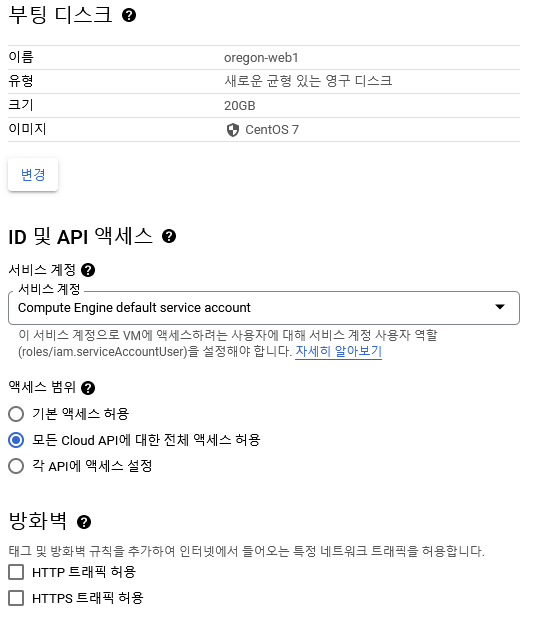 부팅 디스크
이름 oregon-web1
유형 새로운 균형 있는 영구 디스크
크기 20GB
이미지 CentOS 7
변경
ID 및 API 액세스
서비스 계정
서비스 계정
Compute Engine default service account
이 서비스 계정으로 VM에 액세스하려는 사용자에 대해 서비스 계정 사용자 역할
(roles/iam.serviceAccountUser)을 설정해야 합니다. 자세히 알아보기
액세스 범위
기본 액세스 허용
모든 Cloud API에 대한 전체 액세스 허용
각 API에 액세스 설정
방화벽
태그 및 방화벽 규칙을 추가하여 인터넷에서 들어오는 특정 네트워크 트래픽을 허용합니다.
HTTP 트래픽 허용
HTTPS 트래픽 허용